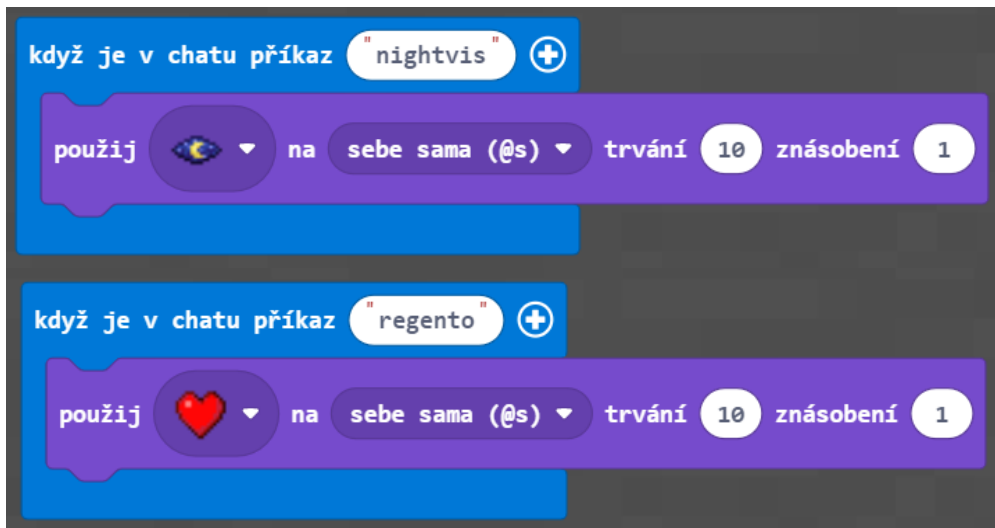 když je v chatu příkaz "nightvis"
použij na sebe sama (@s) trvání 10 znásobení 1
když je v chatu příkaz "regento"
použij na sebe sama (@s) trvání 10 znásobení 1